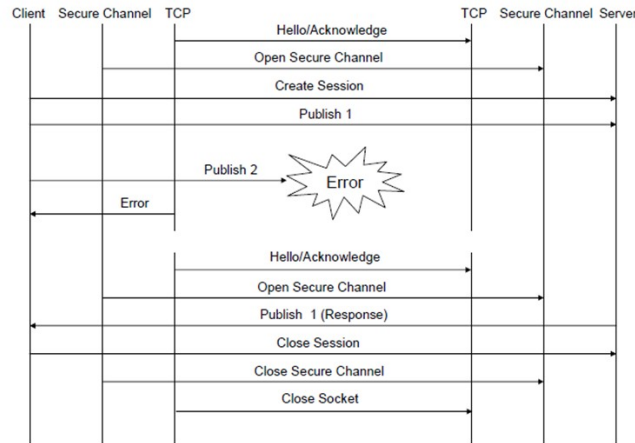 Client Secure Channel TCP TCP Secure Channel Server
Hello/Acknowledge
Open Secure Channel
Create Session
Publish 1
Publish 2
Error
Error
Hello/Acknowledge
Open Secure Channel
Publish 1 (Response)
Close Session
Close Secure Channel
Close Socket